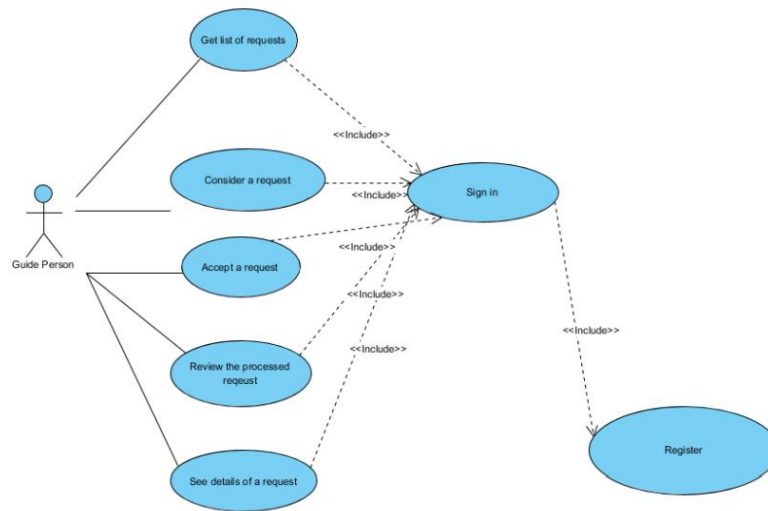 Get list of requests
<<Include>>
Consider a request
<<Include>>
Sign in
Guide Person
Accept a request
<<Include>>
<<Include>>
<<Include>>
<<Include>>
Review the processed
reqeust
See details of a request
Register